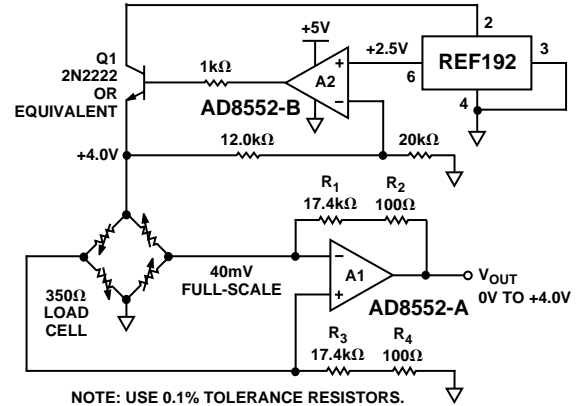 +5V
2
Q1
2N2222
OR
EQUIVALENT
1kΩ
A2
+
−
+2.5V
6
REF192
3
4
AD8552-B
12.0kΩ
20kΩ
+4.0V
R1
17.4kΩ
R2
100Ω
350Ω
LOAD
CELL
40mV
FULL-SCALE
−
+
A1
VOUT
0V TO +4.0V
AD8552-A
R3
17.4kΩ
R4
100Ω
NOTE: USE 0.1% TOLERANCE RESISTORS.